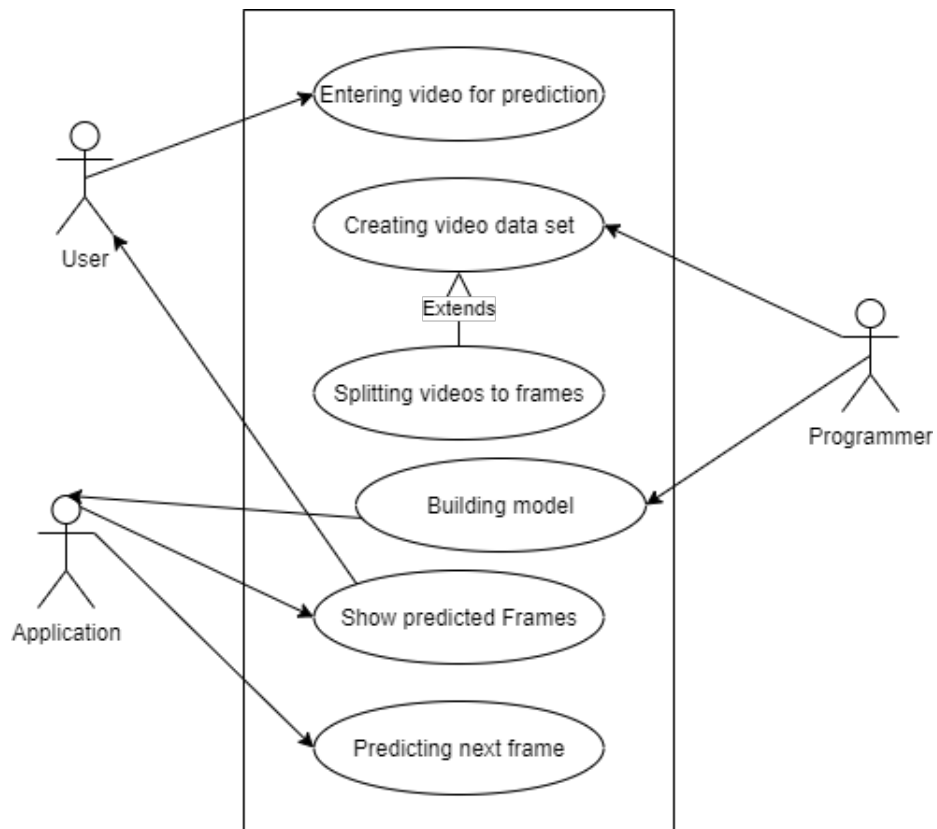 Entering video for prediction
User
Creating video data set
Extends
Splitting videos to frames
Programmer
Building model
Application
Show predicted Frames
Predicting next frame